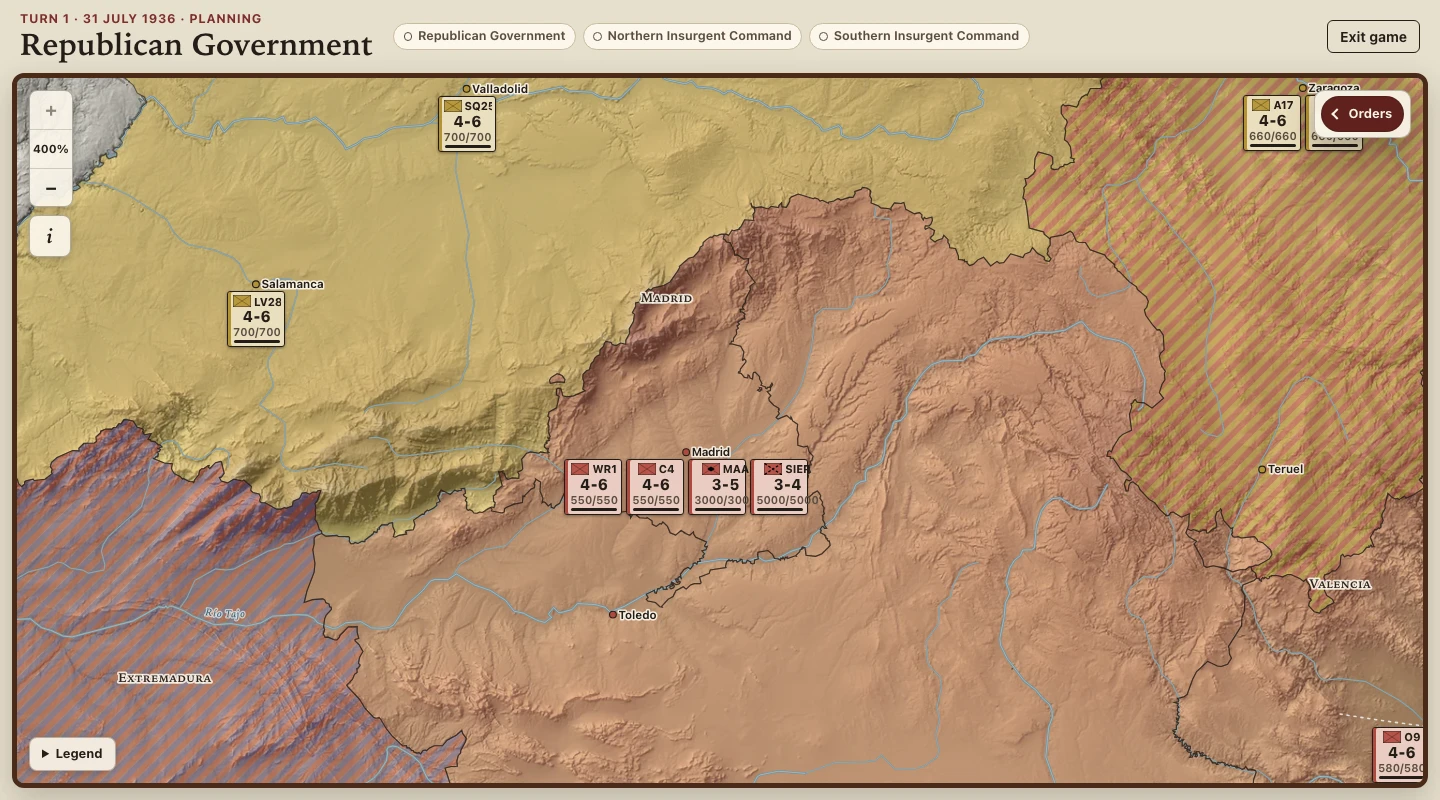 TURN 1 · 31 JULY 1936 · PLANNING
Republican Government
Republican Government
Northern Insurgent Command
Southern Insurgent Command
Exit game
+
400%
−
i
Orders
Valladolid
SQ25
4-6
700/700
Zaragoza
A17
4-6
660/660
Salamanca
LV28
4-6
700/700
Madrid
Madrid
WR1
4-6
550/550
C4
4-6
550/550
MAA
3-5
3000/300
SIER
3-4
5000/5000
Teruel
Valencia
Río Tajo
Toledo
Extremadura
Legend
O9
4-6
580/580